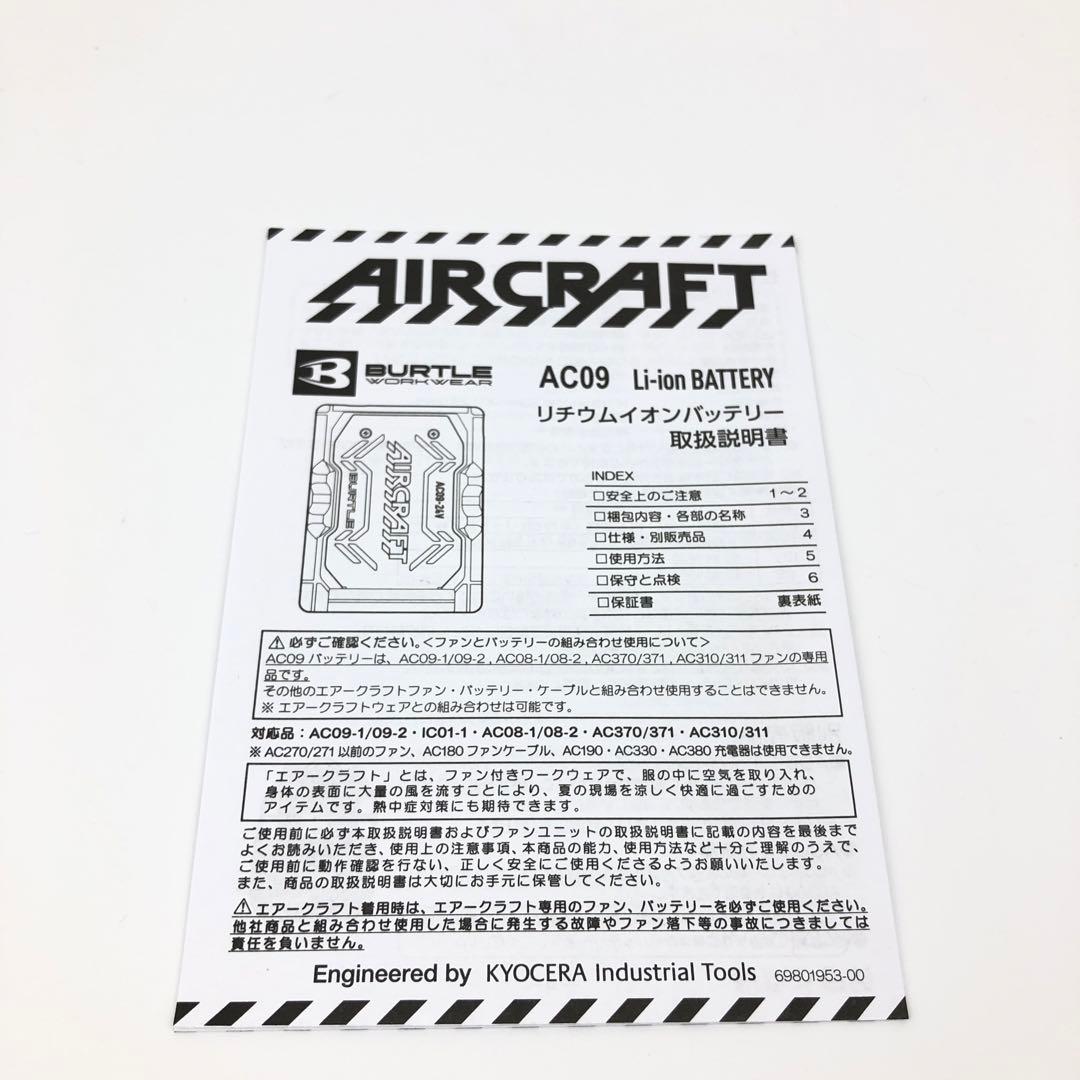 AIRCRAFT
B BURTLE WORKWEAR
AC09 Li-ion BATTERY
リチウムイオンバッテリー
取扱説明書
AIRCRAFT
BURTLE
AC09-24V
INDEX
□安全上のご注意 1～2
□梱包内容・各部の名称 3
□仕様・別販売品 4
□使用方法 5
□保守と点検 6
□保証書 裏表紙
⚠ 必ずご確認ください。＜ファンとバッテリーの組み合わせ使用について＞
AC09 バッテリーは、AC09-1/09-2 , AC08-1/08-2 , AC370/371 , AC310/311 ファンの専用
品です。
その他のエアークラフトファン・バッテリー・ケーブルと組み合わせ使用することはできません。
※ エアークラフトウェアとの組み合わせは可能です。
対応品：AC09-1/09-2・IC01-1・AC08-1/08-2・AC370/371・AC310/311
※ AC270/271 以前のファン、AC180 ファンケーブル、AC190・AC330・AC380 充電器は使用できません。
「エアークラフト」とは、ファン付きワークウェアで、服の中に空気を取り入れ、
身体の表面に大量の風を流すことにより、夏の現場を涼しく快適に過ごすための
アイテムです。熱中症対策にも期待できます。
ご使用前に必ず本取扱説明書およびファンユニットの取扱説明書に記載の内容を最後まで
よくお読みいただき、使用上の注意事項、本商品の能力、使用方法など十分ご理解のうえで、
ご使用前に動作確認を行ない、正しく安全にご使用くださるようお願いいたします。
また、商品の取扱説明書は大切にお手元に保管してください。
⚠ エアークラフト着用時は、エアークラフト専用のファン、バッテリーを必ずご使用ください。
他社商品と組み合わせ使用した場合に発生する故障やファン落下等の事故につきましては
責任を負いません。
Engineered by KYOCERA Industrial Tools 69801953-00